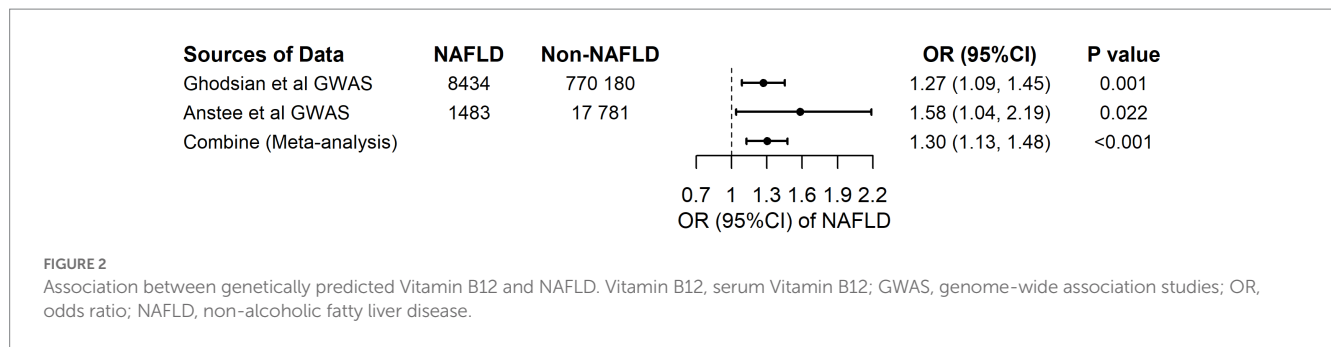 Sources of Data NAFLD Non-NAFLD OR (95%CI) P value
Ghodsian et al GWAS 8434 770 180 1.27 (1.09, 1.45) 0.001
Anstee et al GWAS 1483 17 781 1.58 (1.04, 2.19) 0.022
Combine (Meta-analysis) 1.30 (1.13, 1.48) <0.001
0.7 1 1.3 1.6 1.9 2.2
OR (95%CI) of NAFLD
FIGURE 2
Association between genetically predicted Vitamin B12 and NAFLD. Vitamin B12, serum Vitamin B12; GWAS, genome-wide association studies; OR,
odds ratio; NAFLD, non-alcoholic fatty liver disease.